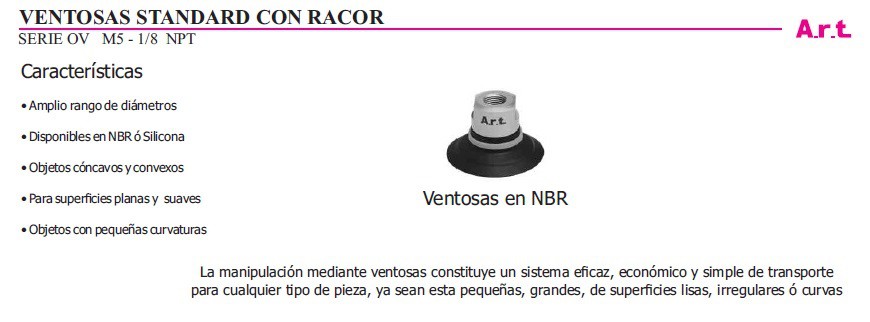 VENTOSAS STANDARD CON RACOR
SERIE OV M5 - 1/8 NPT
A.r.t.
Características
• Amplio rango de diámetros
• Disponibles en NBR ó Silicona
• Objetos cóncavos y convexos
• Para superficies planas y suaves
• Objetos con pequeñas curvaturas
A.r.t.
Ventosas en NBR
La manipulación mediante ventosas constituye un sistema eficaz, económico y simple de transporte
para cualquier tipo de pieza, ya sean esta pequeñas, grandes, de superficies lisas, irregulares ó curvas